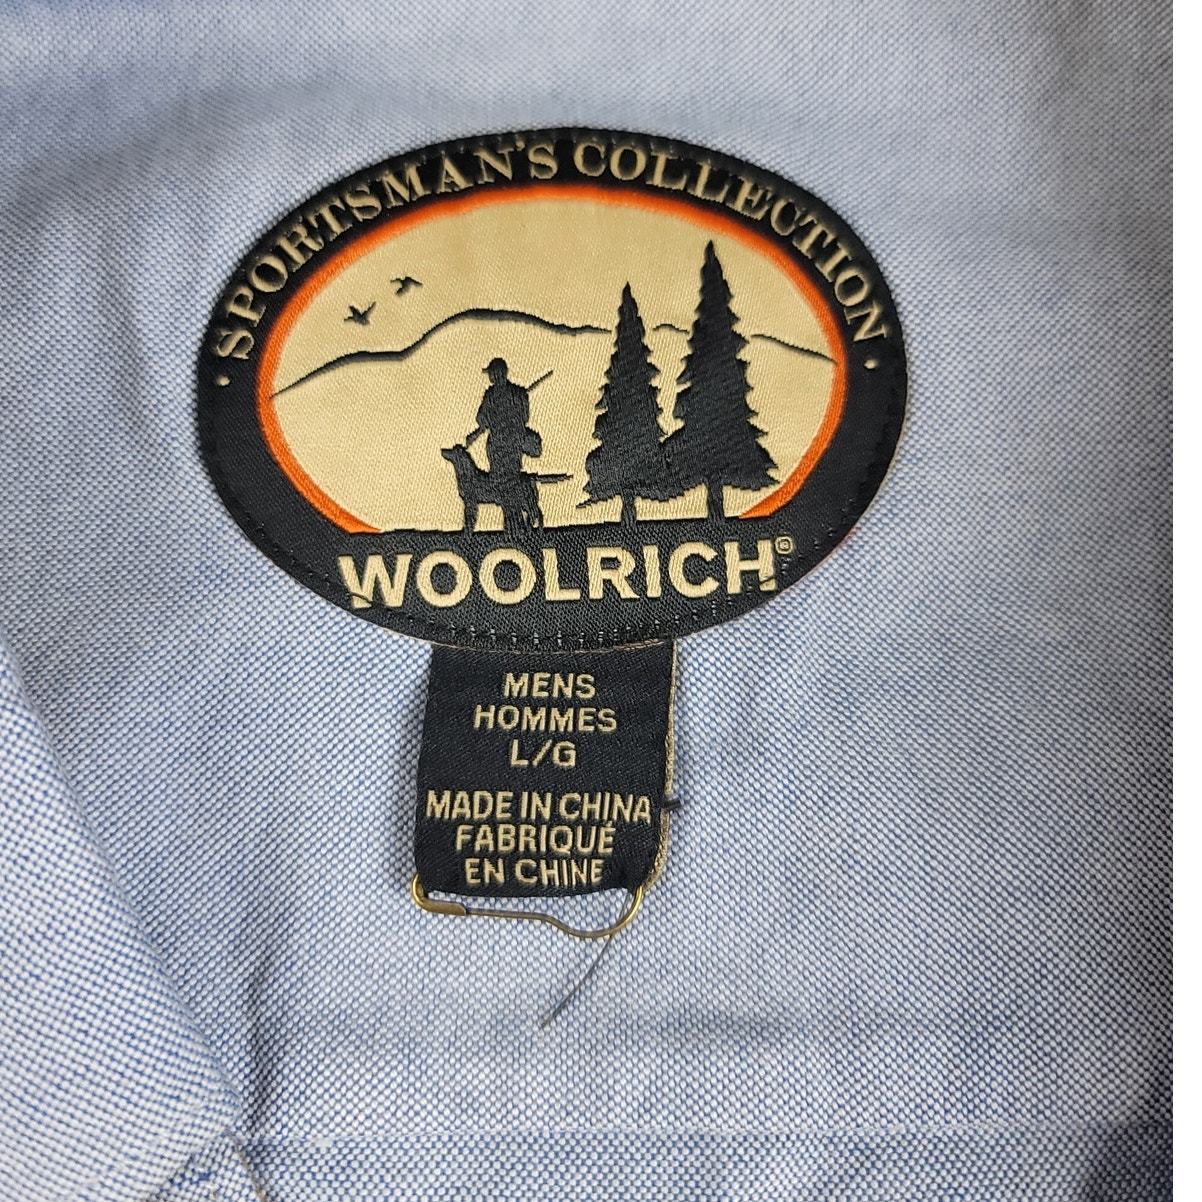 · SPORTSMAN'S COLLECTION ·
WOOLRICH®
MENS
HOMMES
L/G
MADE IN CHINA
FABRIQUÉ
EN CHINE